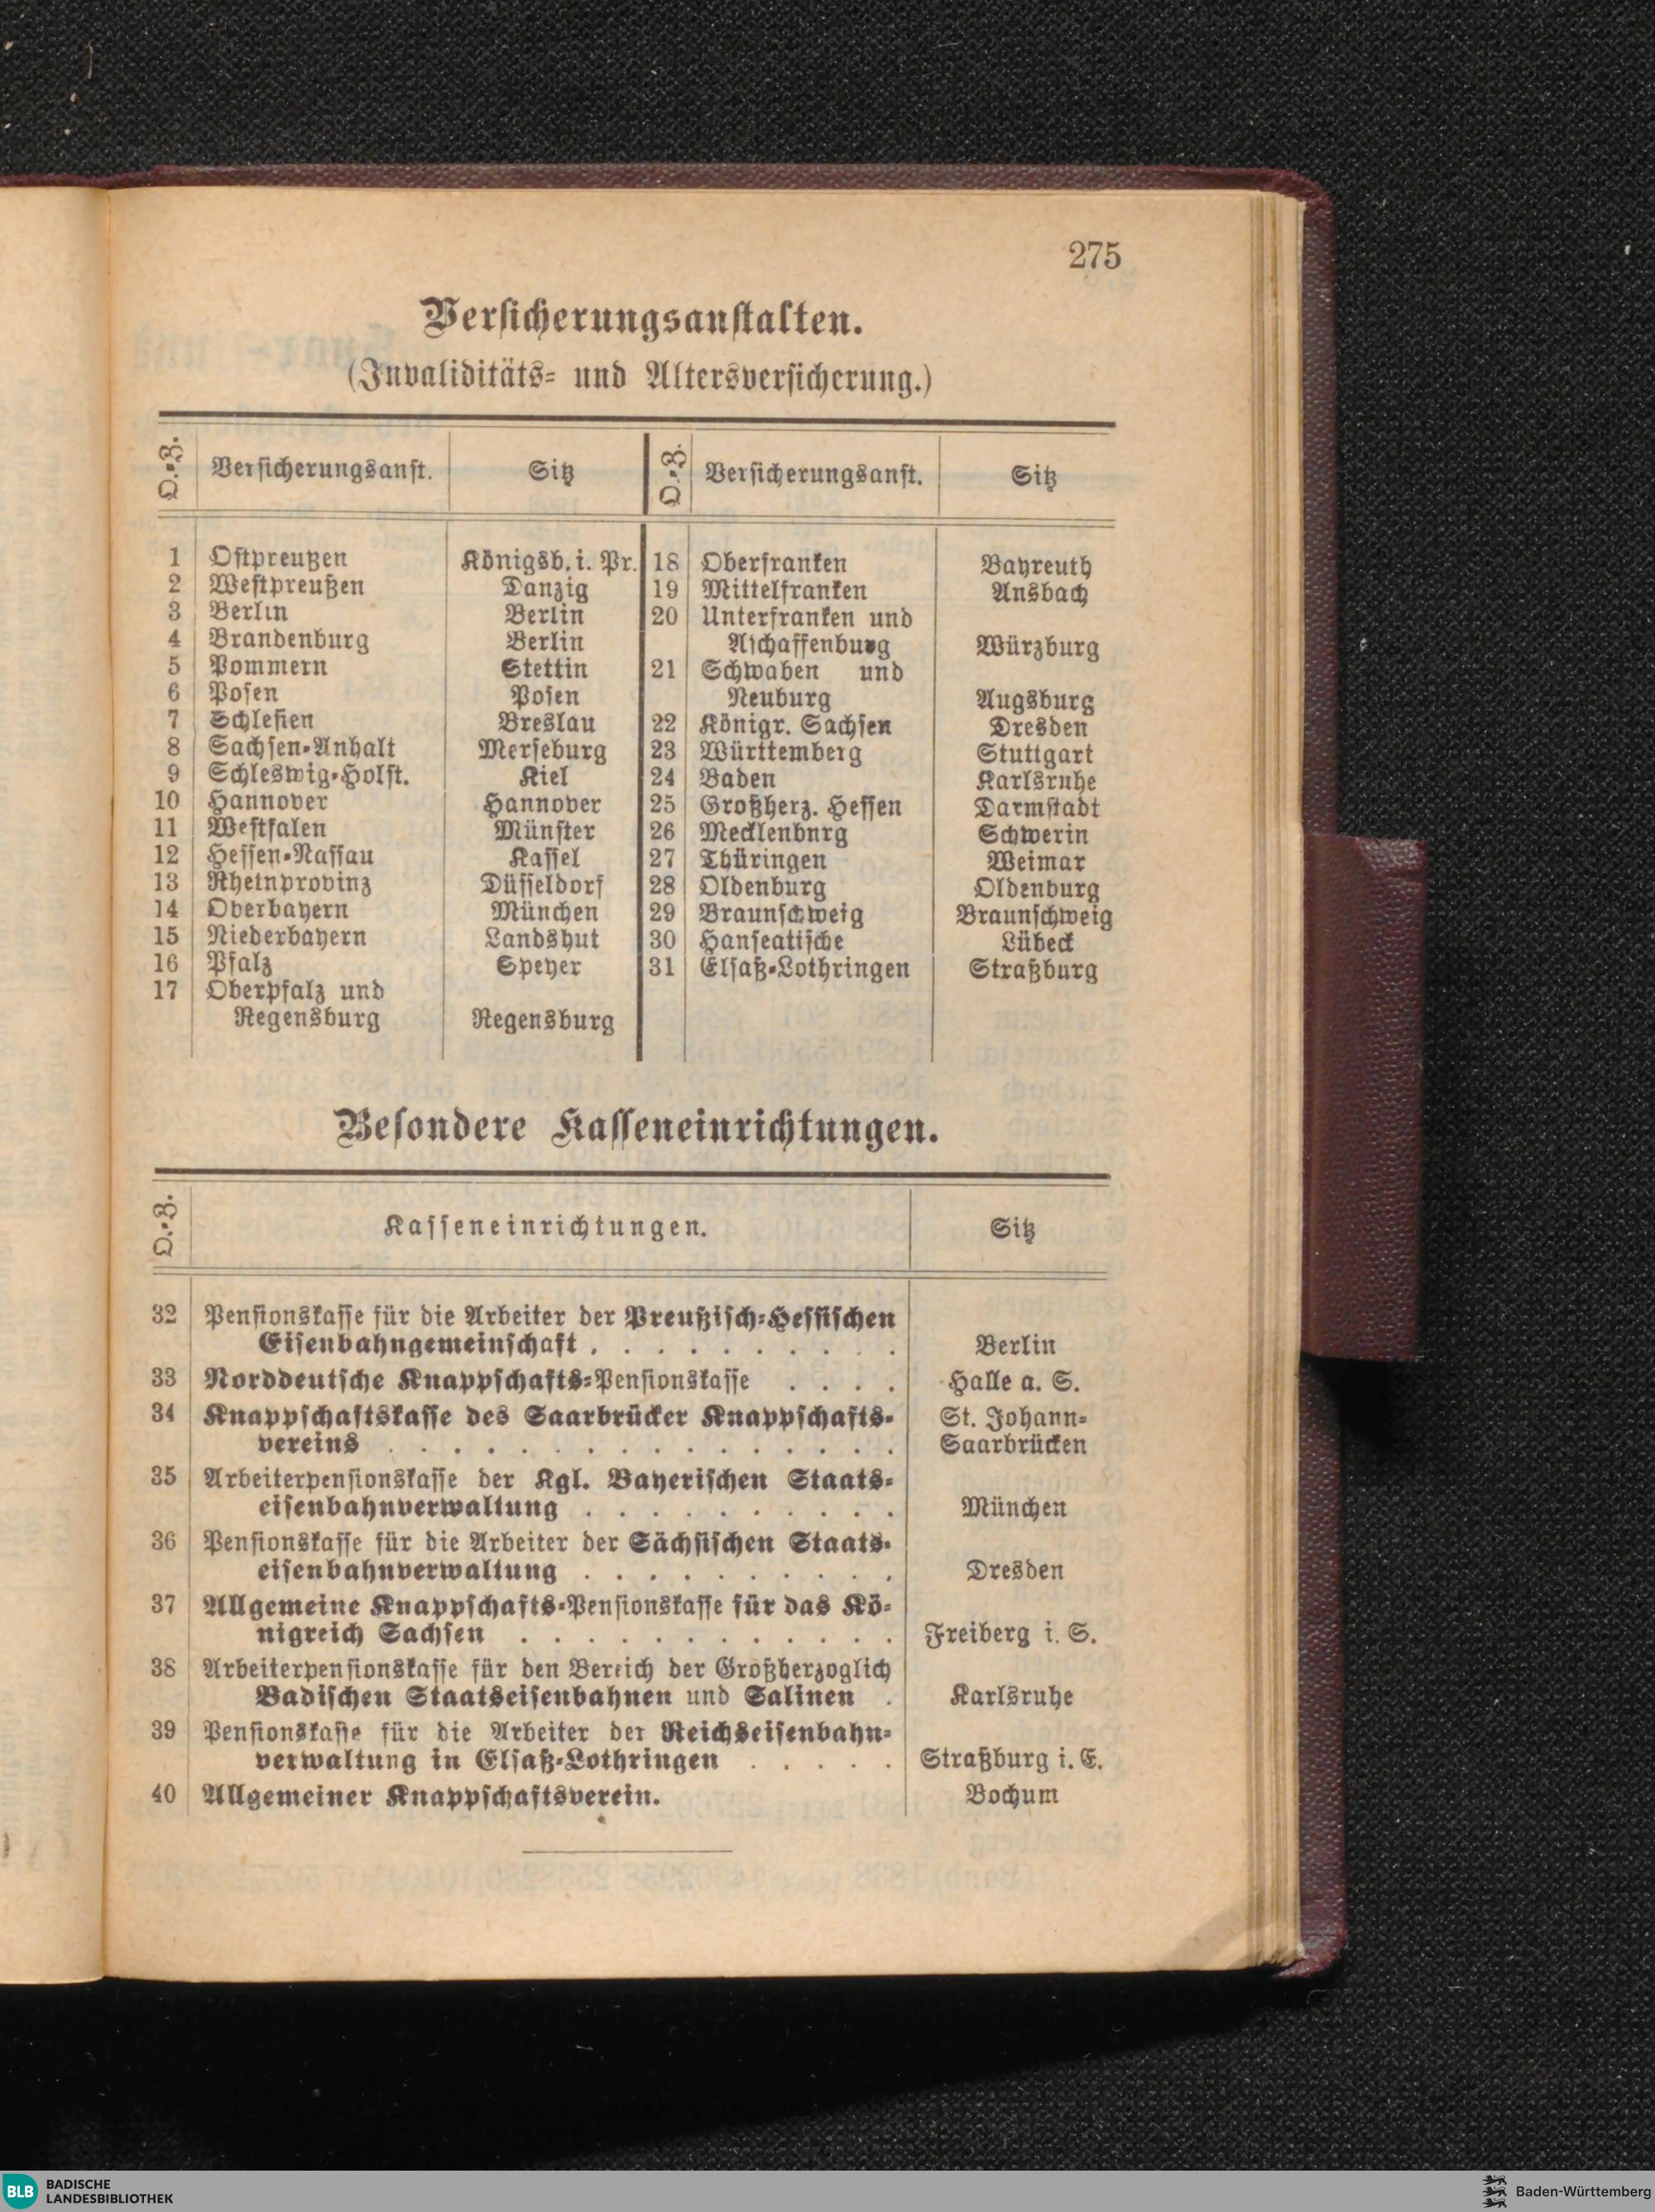 275
Versicherungsanstalten.
(Invaliditäts- und Altersversicherung.)
O.-Z. Versicherungsanst. Sitz O.-Z. Versicherungsanst. Sitz
1 Ostpreußen Königsb. i. Pr. 18 Oberfranken Bayreuth
2 Westpreußen Danzig 19 Mittelfranken Ansbach
3 Berlin Berlin 20 Unterfranken und
4 Brandenburg Berlin Aschaffenburg Würzburg
5 Pommern Stettin 21 Schwaben und
6 Posen Posen Neuburg Augsburg
7 Schlesien Breslau 22 Königr. Sachsen Dresden
8 Sachsen-Anhalt Merseburg 23 Württemberg Stuttgart
9 Schleswig-Holst. Kiel 24 Baden Karlsruhe
10 Hannover Hannover 25 Großherz. Hessen Darmstadt
11 Westfalen Münster 26 Mecklenbnrg Schwerin
12 Hessen-Nassau Kassel 27 Thüringen Weimar
13 Rheinprovinz Düsseldorf 28 Oldenburg Oldenburg
14 Oberbayern München 29 Braunschweig Braunschweig
15 Niederbayern Landshut 30 Hanseatische Lübeck
16 Pfalz Speyer 31 Elsaß-Lothringen Straßburg
17 Oberpfalz und
Regensburg Regensburg
Besondere Kasseneinrichtungen.
O.-Z. Kasseneinrichtungen. Sitz
32 Pensionskasse für die Arbeiter der Preußisch-Hessischen
Eisenbahngemeinschaft . . . . . . . . . . Berlin
33 Norddeutsche Knappschafts-Pensionskasse . . . . Halle a. S.
34 Knappschaftskasse des Saarbrücker Knappschafts- St. Johann-
vereins . . . . . . . . . . . . . . . . Saarbrücken
35 Arbeiterpensionskasse der Kgl. Bayerischen Staats-
eisenbahnverwaltung . . . . . . . . . . München
36 Pensionskasse für die Arbeiter der Sächsischen Staats-
eisenbahnverwaltung . . . . . . . . . . Dresden
37 Allgemeine Knappschafts-Pensionskasse für das Kö-
nigreich Sachsen . . . . . . . . . . . . Freiberg i. S.
38 Arbeiterpensionskasse für den Bereich der Großherzoglich
Badischen Staatseisenbahnen und Salinen . Karlsruhe
39 Pensionskasse für die Arbeiter der Reichseisenbahn-
verwaltung in Elsaß-Lothringen . . . . . Straßburg i. E.
40 Allgemeiner Knappschaftsverein. Bochum
BLB BADISCHE
LANDESBIBLIOTHEK
Baden-Württemberg